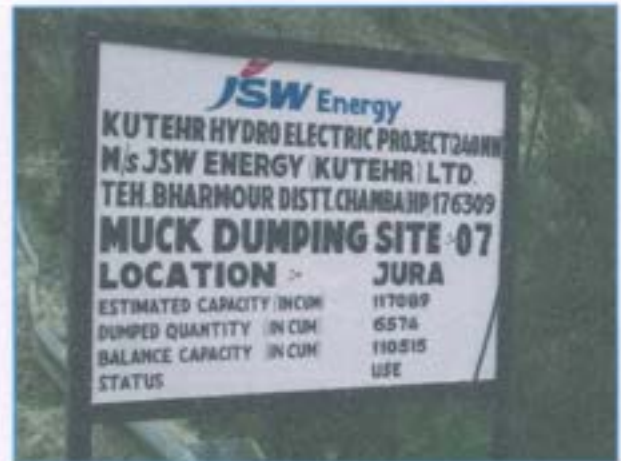 JSW Energy
KUTEHR HYDRO ELECTRIC PROJECT 240MW
M/s JSW ENERGY (KUTEHR) LTD.
TEH. BHARMOUR DISTT. CHAMBA HP 176309
MUCK DUMPING SITE :- 07
LOCATION :- JURA
ESTIMATED CAPACITY (IN CUM) 117089
DUMPED QUANTITY (IN CUM) 6574
BALANCE CAPACITY (IN CUM) 110515
STATUS USE